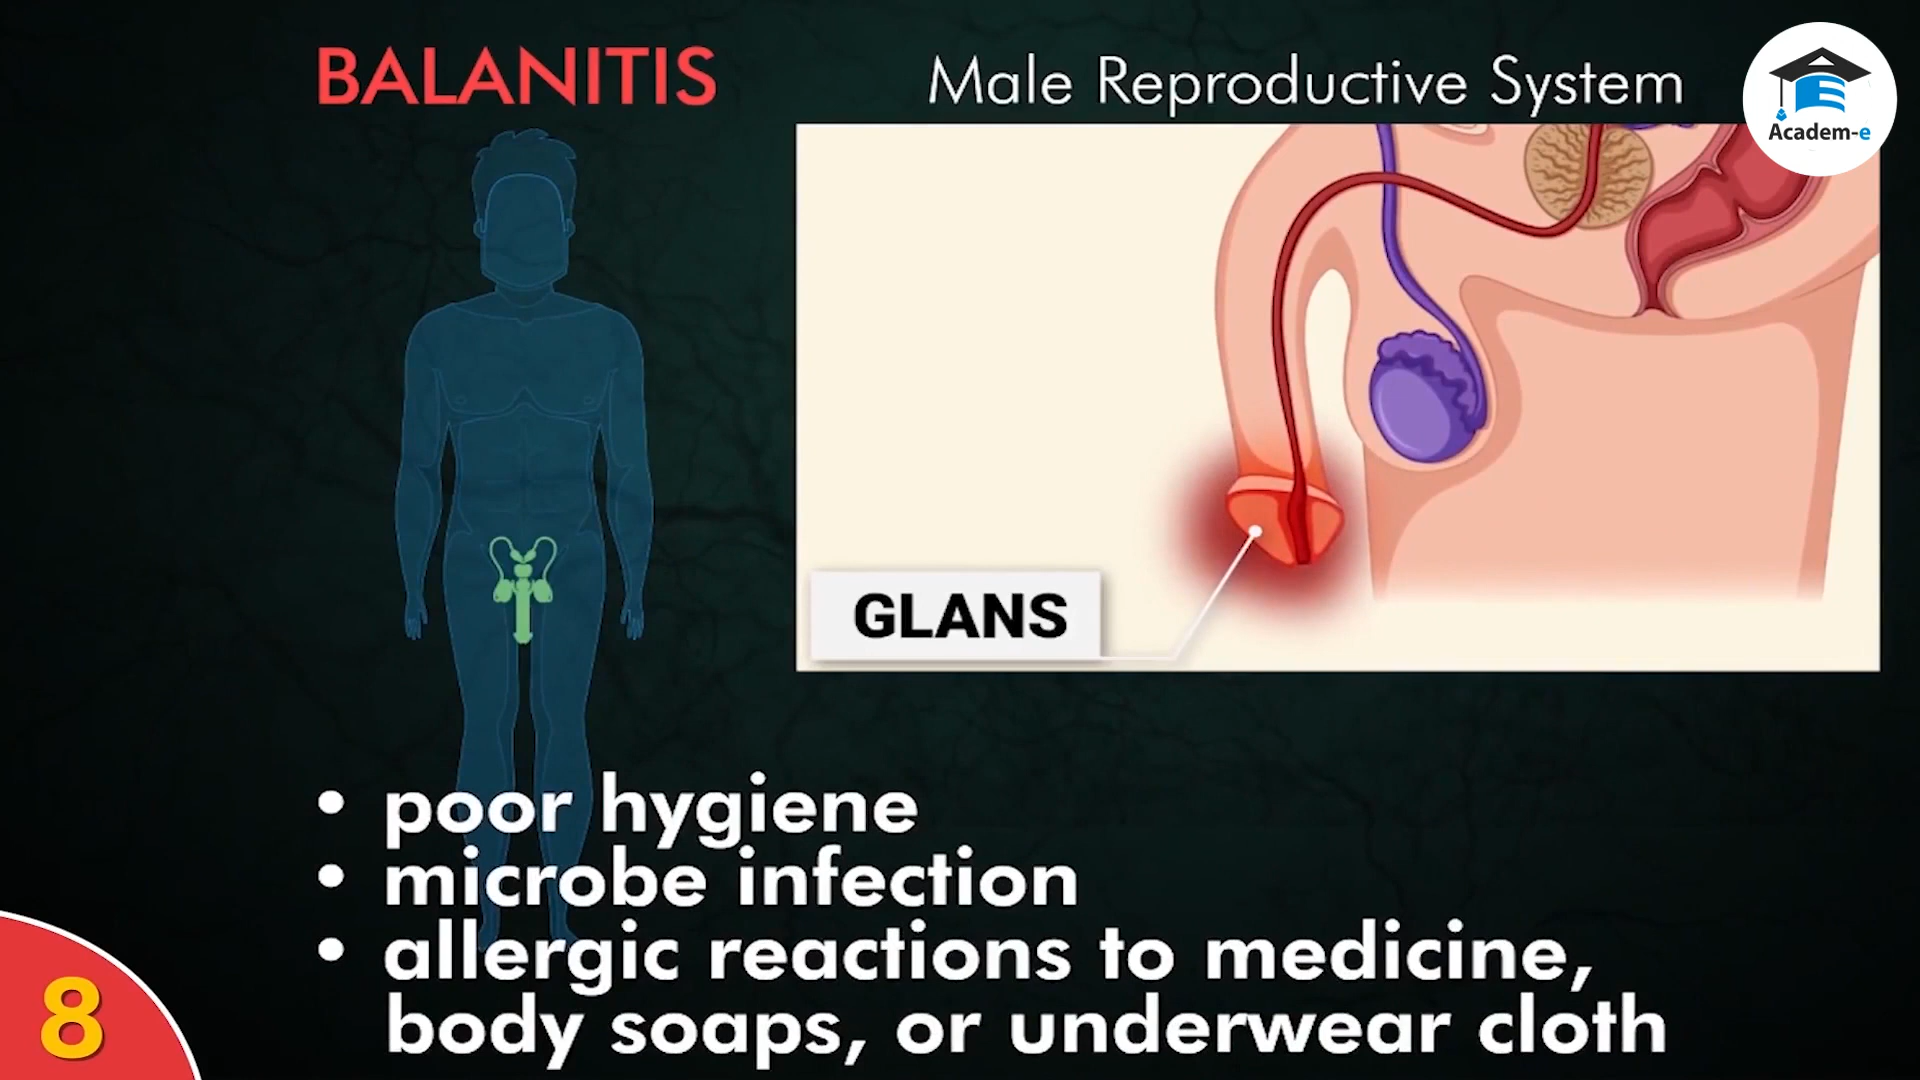 BALANITIS
Male Reproductive System
Academ-e
GLANS
• poor hygiene
• microbe infection
• allergic reactions to medicine,
body soaps, or underwear cloth
8